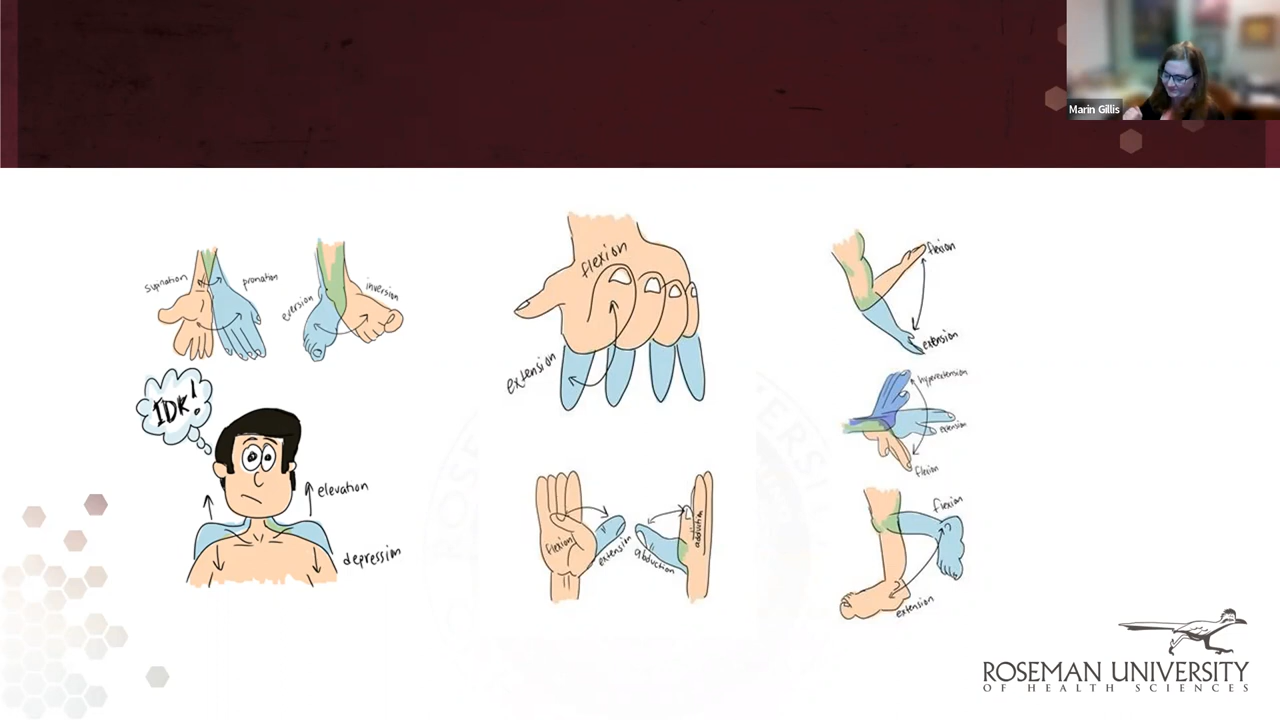 Marin Gillis
supination
pronation
eversion
inversion
IDK!
elevation
depression
flexion
extension
flexion
extension
abduction
adduction
flexion
extension
hyperextension
extension
flexion
flexion
extension
ROSEMAN UNIVERSITY
OF HEALTH SCIENCES